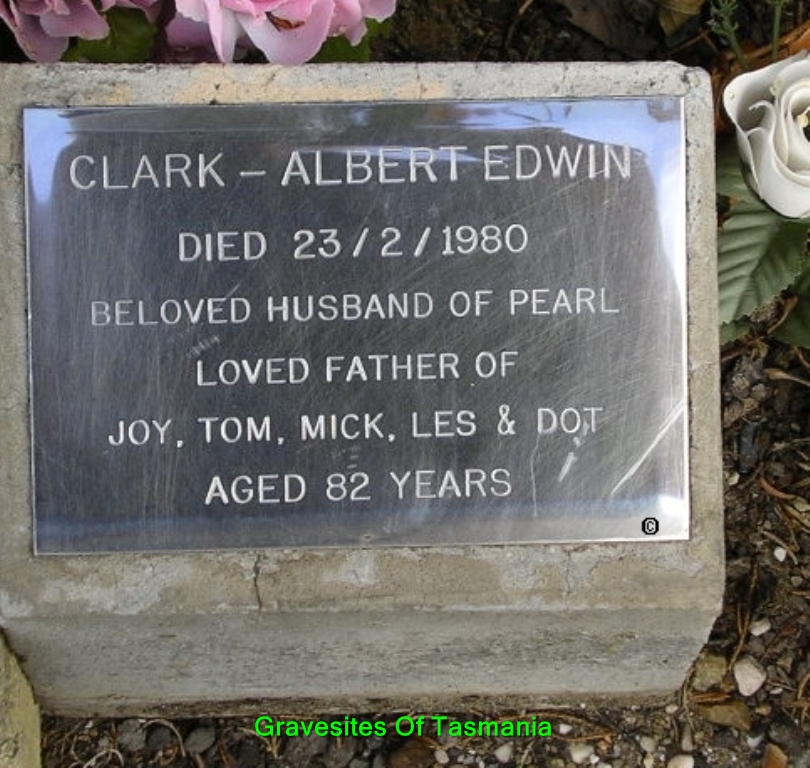 CLARK – ALBERT EDWIN
DIED 23/2/1980
BELOVED HUSBAND OF PEARL
LOVED FATHER OF
JOY, TOM, MICK, LES & DOT
AGED 82 YEARS
©
Gravesites Of Tasmania